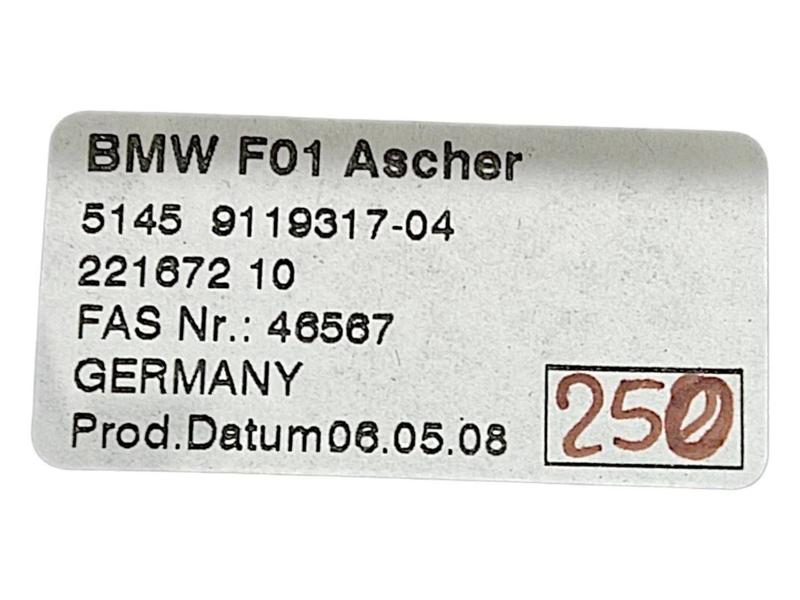 BMW F01 Ascher
5145 9119317-04
221672 10
FAS Nr.: 46567
GERMANY
Prod.Datum06.05.08
250